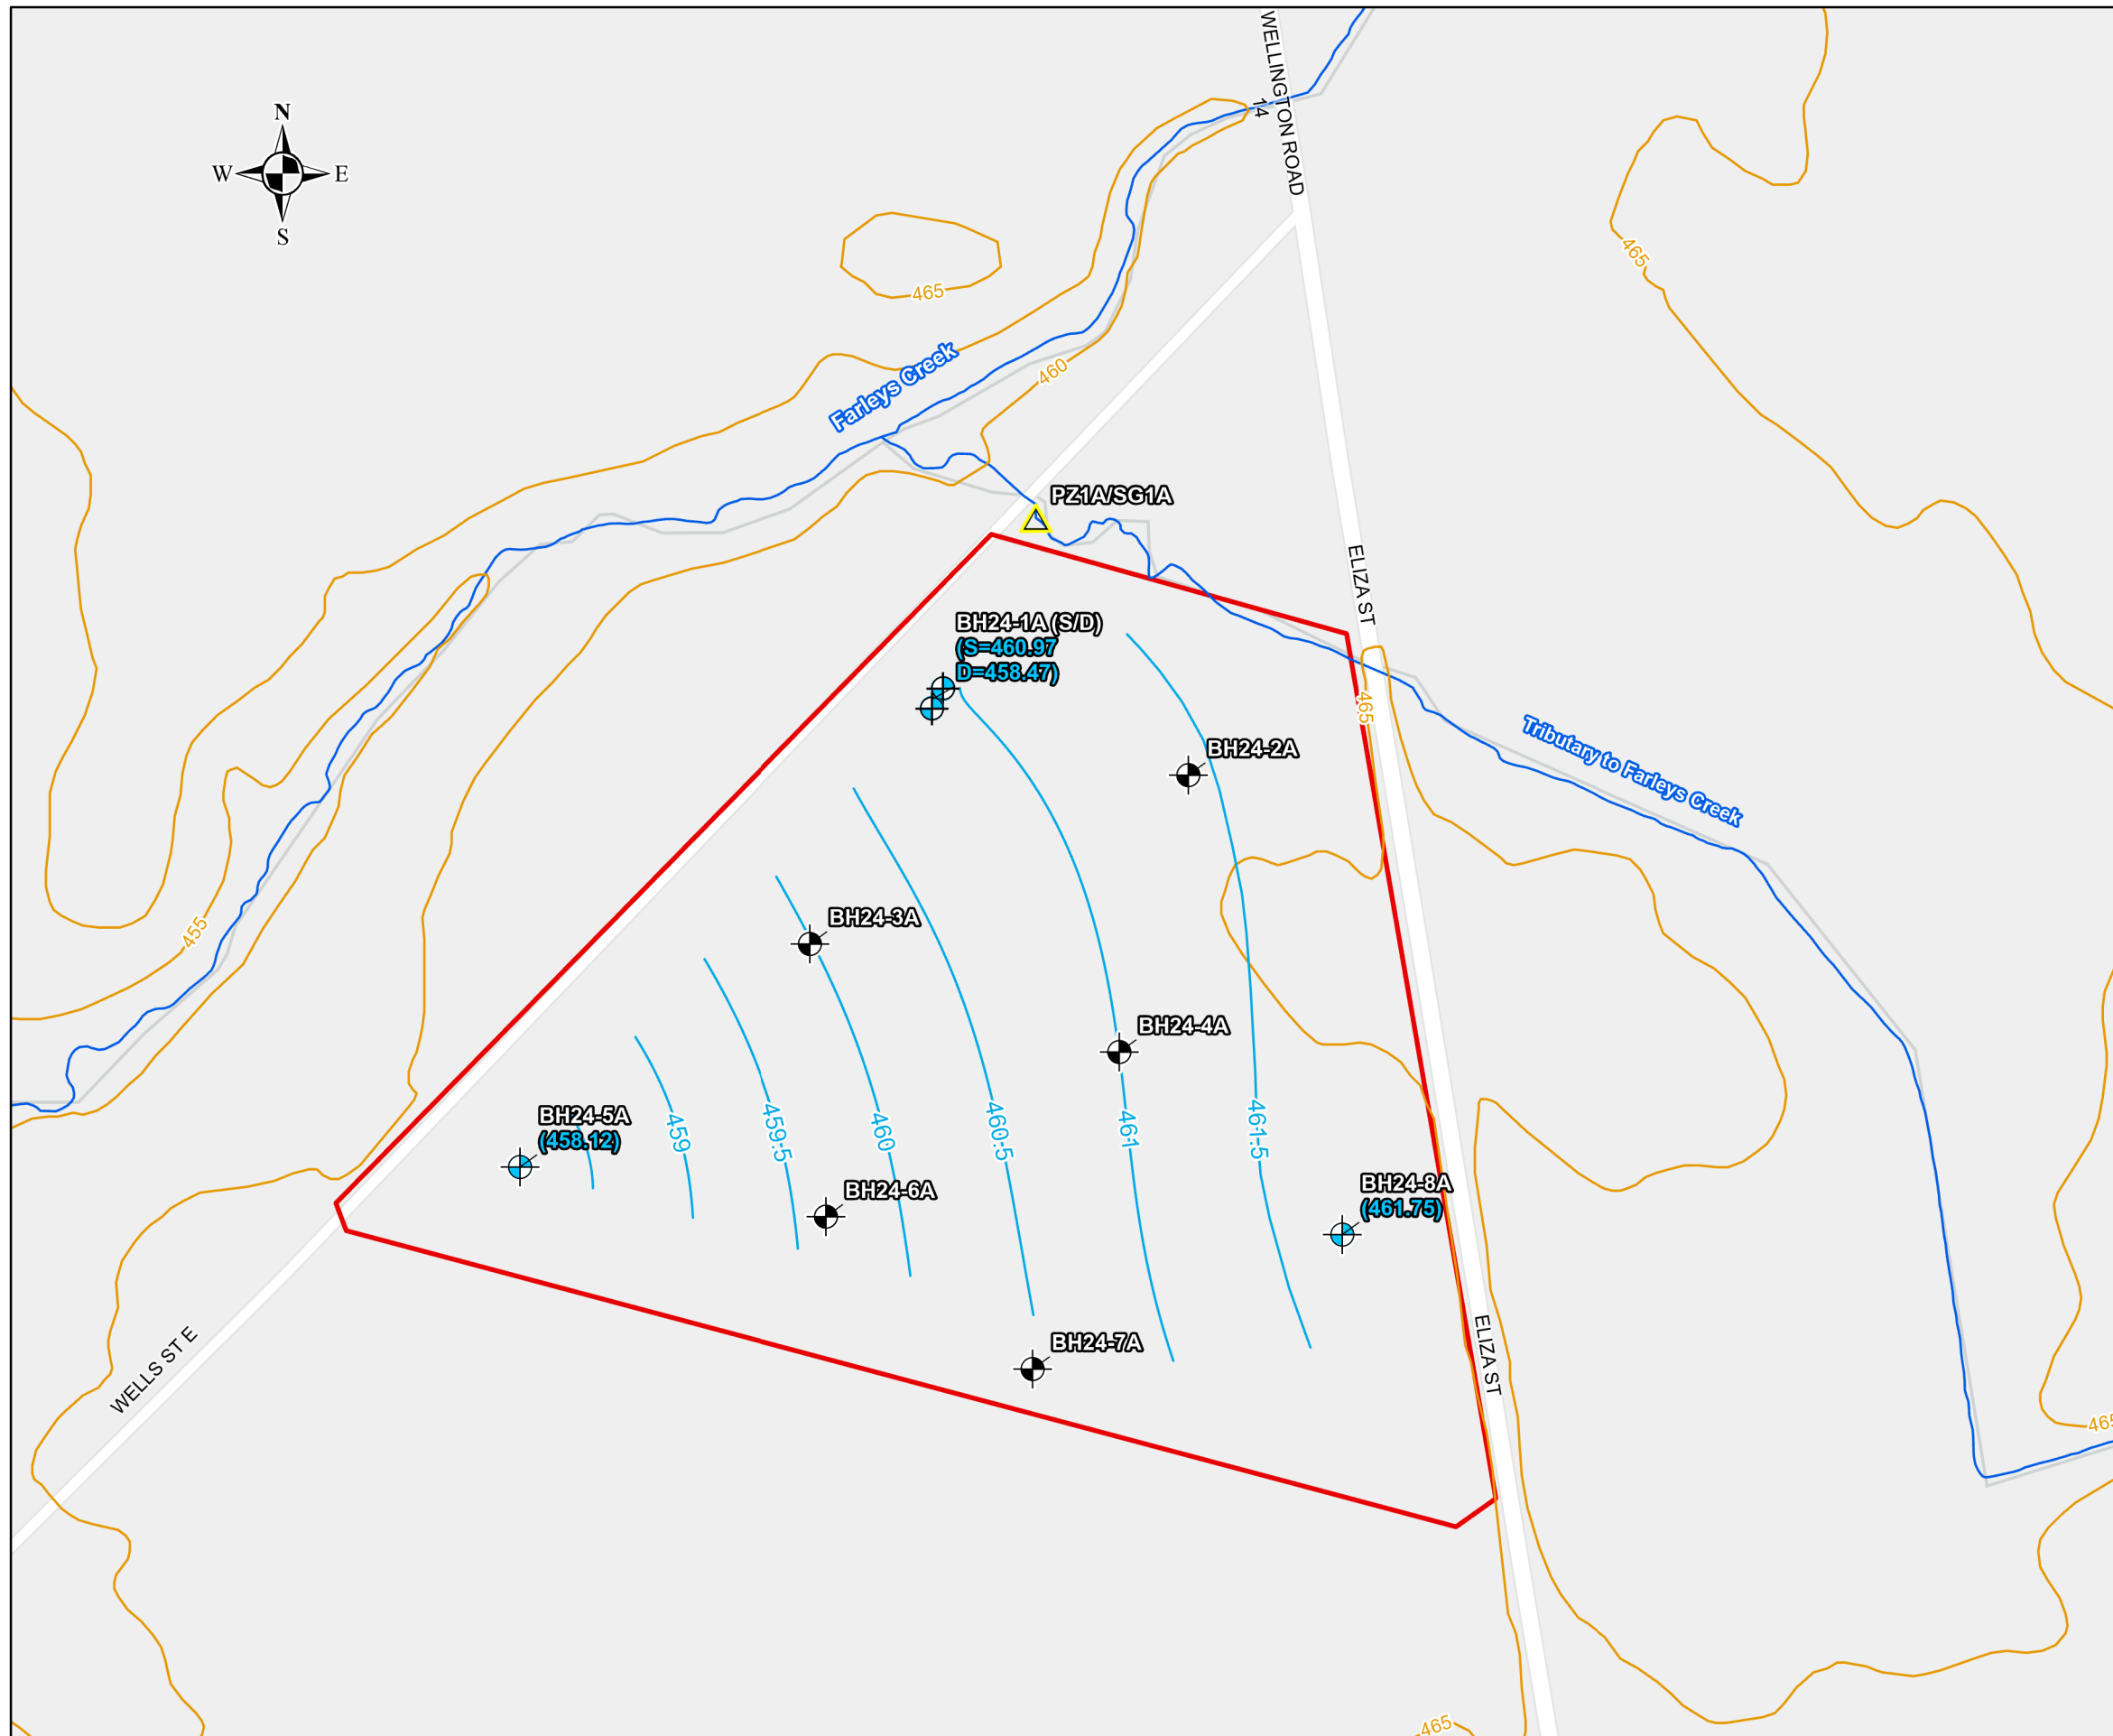 WELLINGTON ROAD
14
N
W E
S
465
465
Farleys Creek
460
PZ1A/SG1A
ELIZA ST
BH24-1A (S/D)
(S=460.97
D=458.47)
465
BH24-2A
Tributary to Farleys Creek
BH24-3A
455
BH24-4A
BH24-5A
(458.12)
459
459.5
460
460.5
461
461.5
BH24-6A
BH24-8A
(461.75)
BH24-7A
ELIZA ST
WELLS ST E
465
465